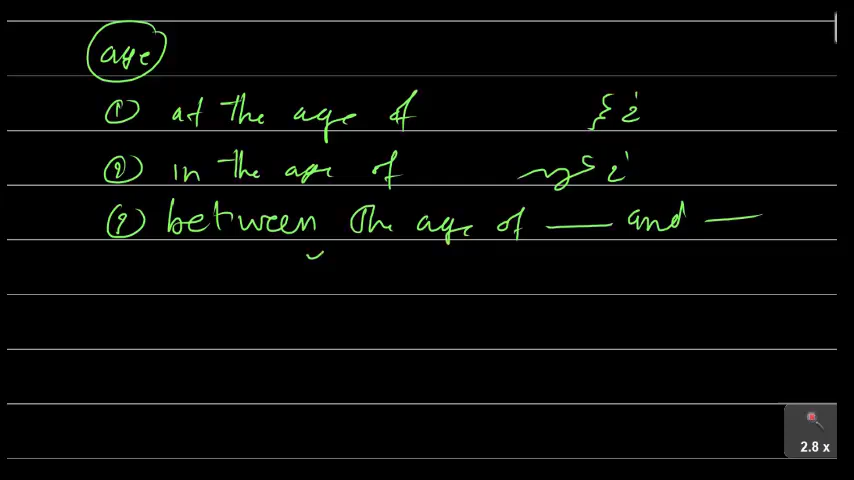 age
① at the age of
② in the age of
③ between the age of — and —
2.8 x